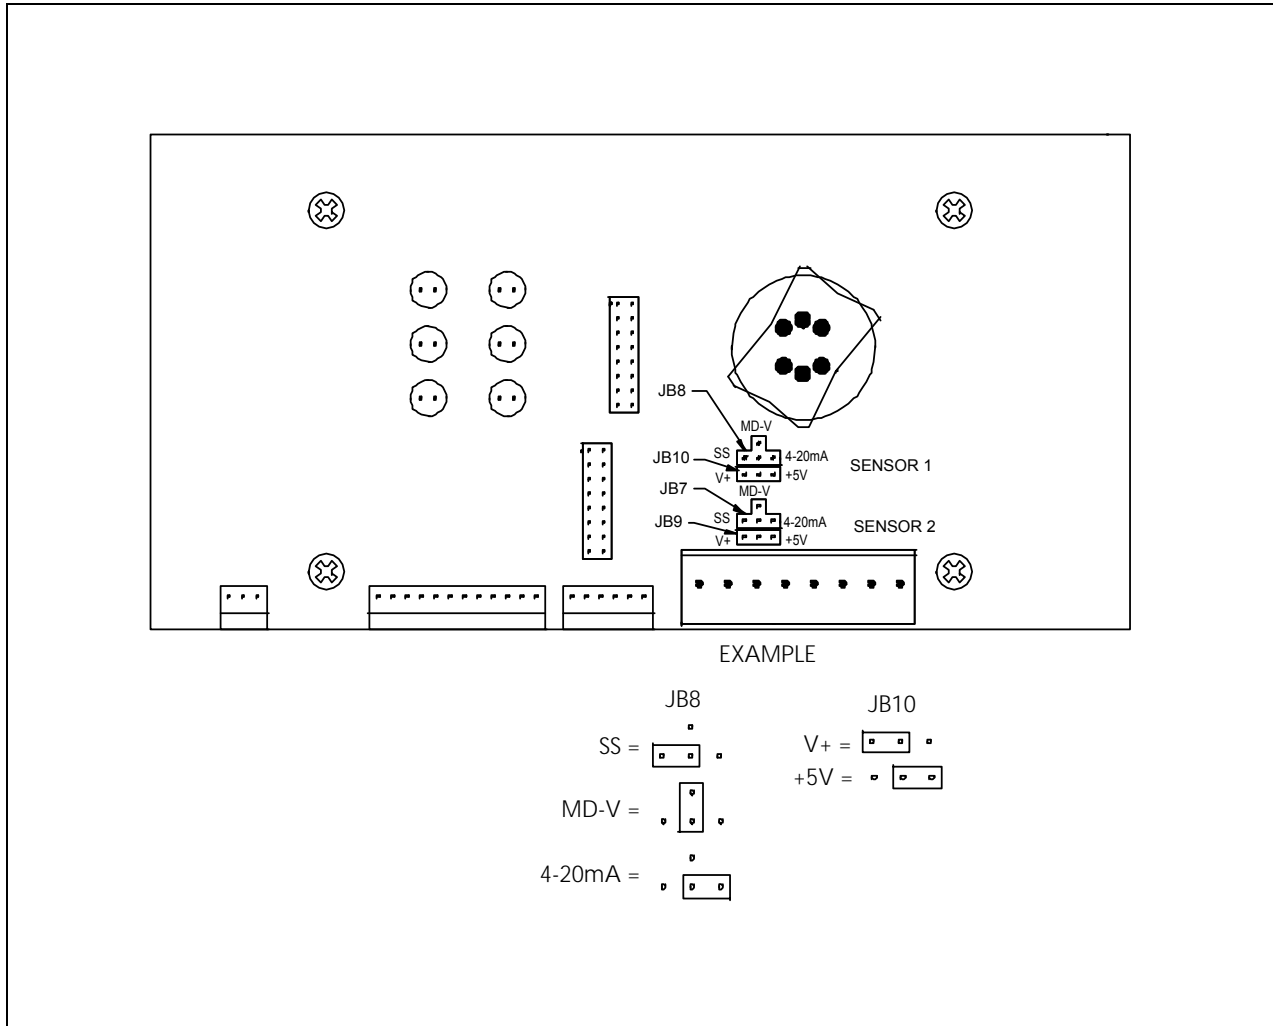 JB8
MD-V
SS
4-20mA
JB10
SENSOR 1
V+
+5V
JB7
MD-V
SS
4-20mA
JB9
SENSOR 2
V+
+5V
EXAMPLE
JB8
JB10
SS =
V+ =
+5V =
MD-V =
4-20mA =